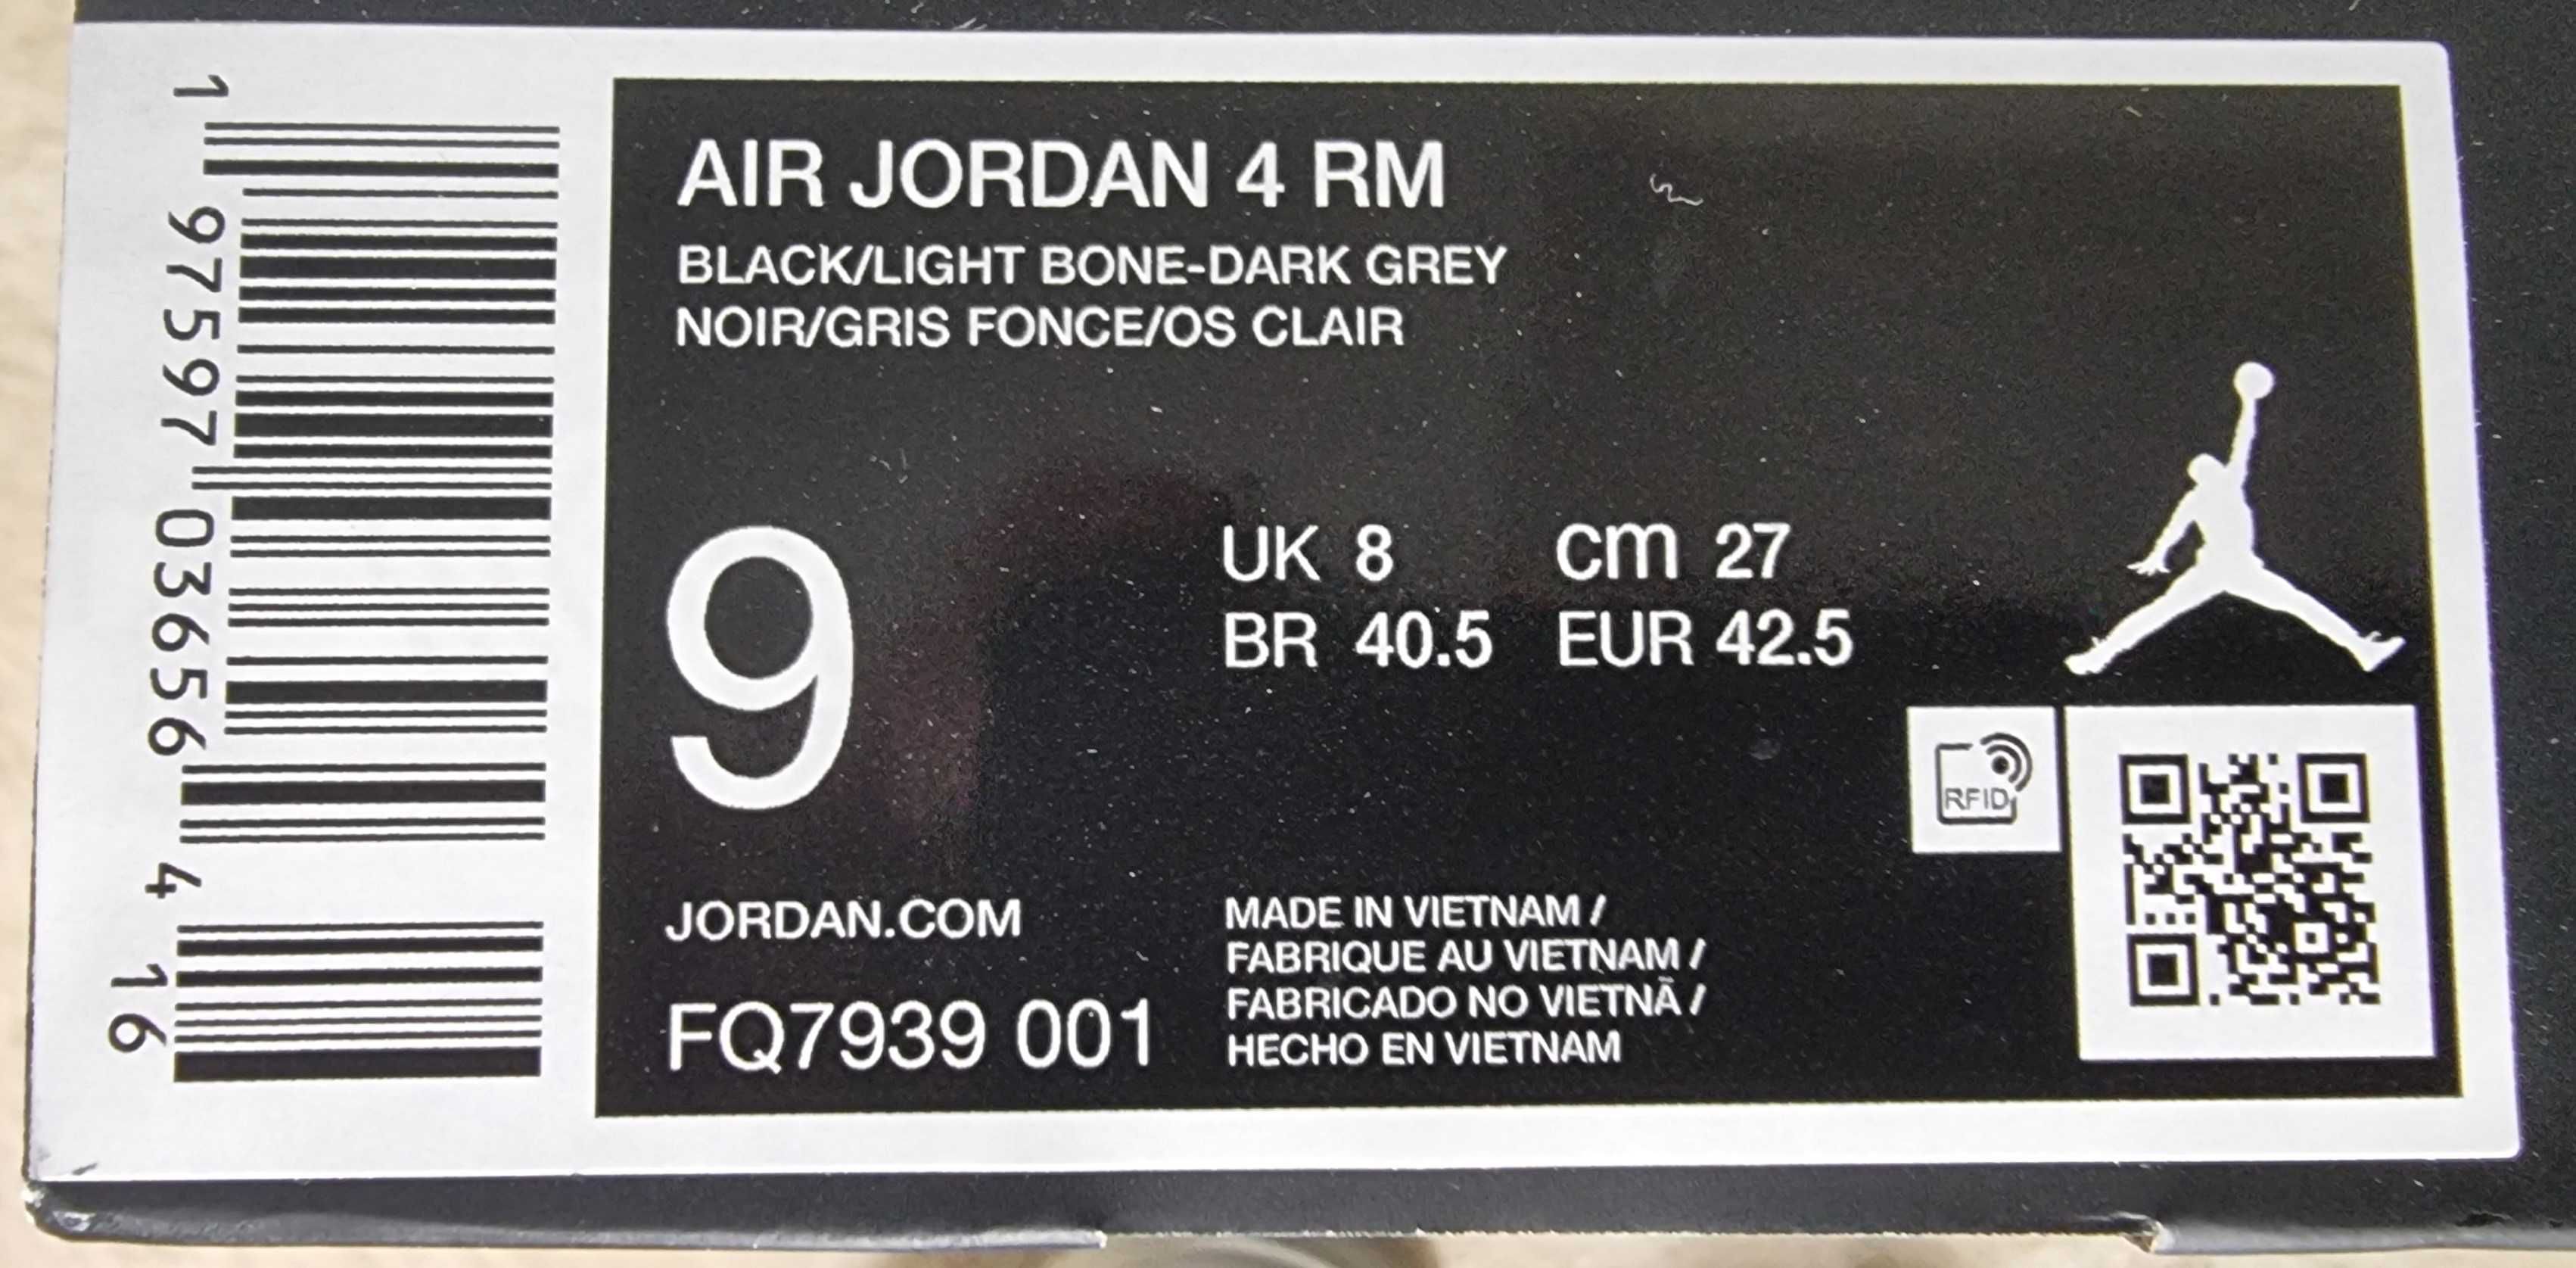 AIR JORDAN 4 RM
BLACK/LIGHT BONE-DARK GREY
NOIR/GRIS FONCE/OS CLAIR
9
UK 8 cm 27
BR 40.5 EUR 42.5
RFID
JORDAN.COM
FQ7939 001
MADE IN VIETNAM /
FABRIQUE AU VIETNAM /
FABRICADO NO VIETNÃ /
HECHO EN VIETNAM
1 97597 03656 4 16